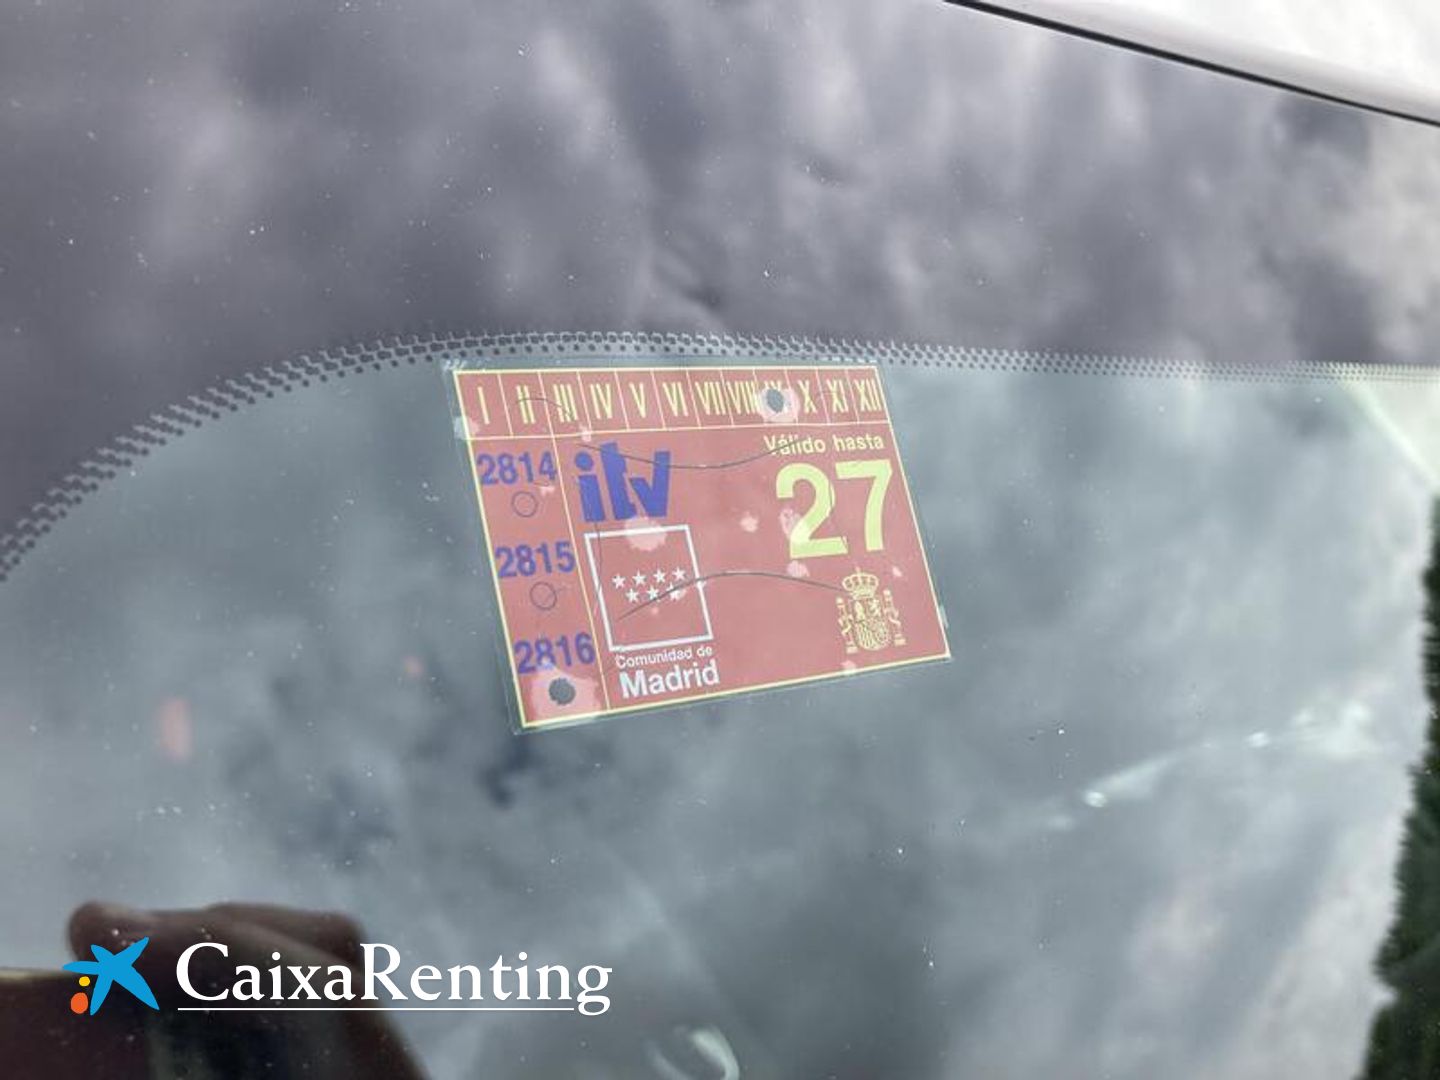 I II III IV V VI VII VIII IX X XI XII
Válido hasta
27
2814
itv
2815
2816
Comunidad de
Madrid
CaixaRenting